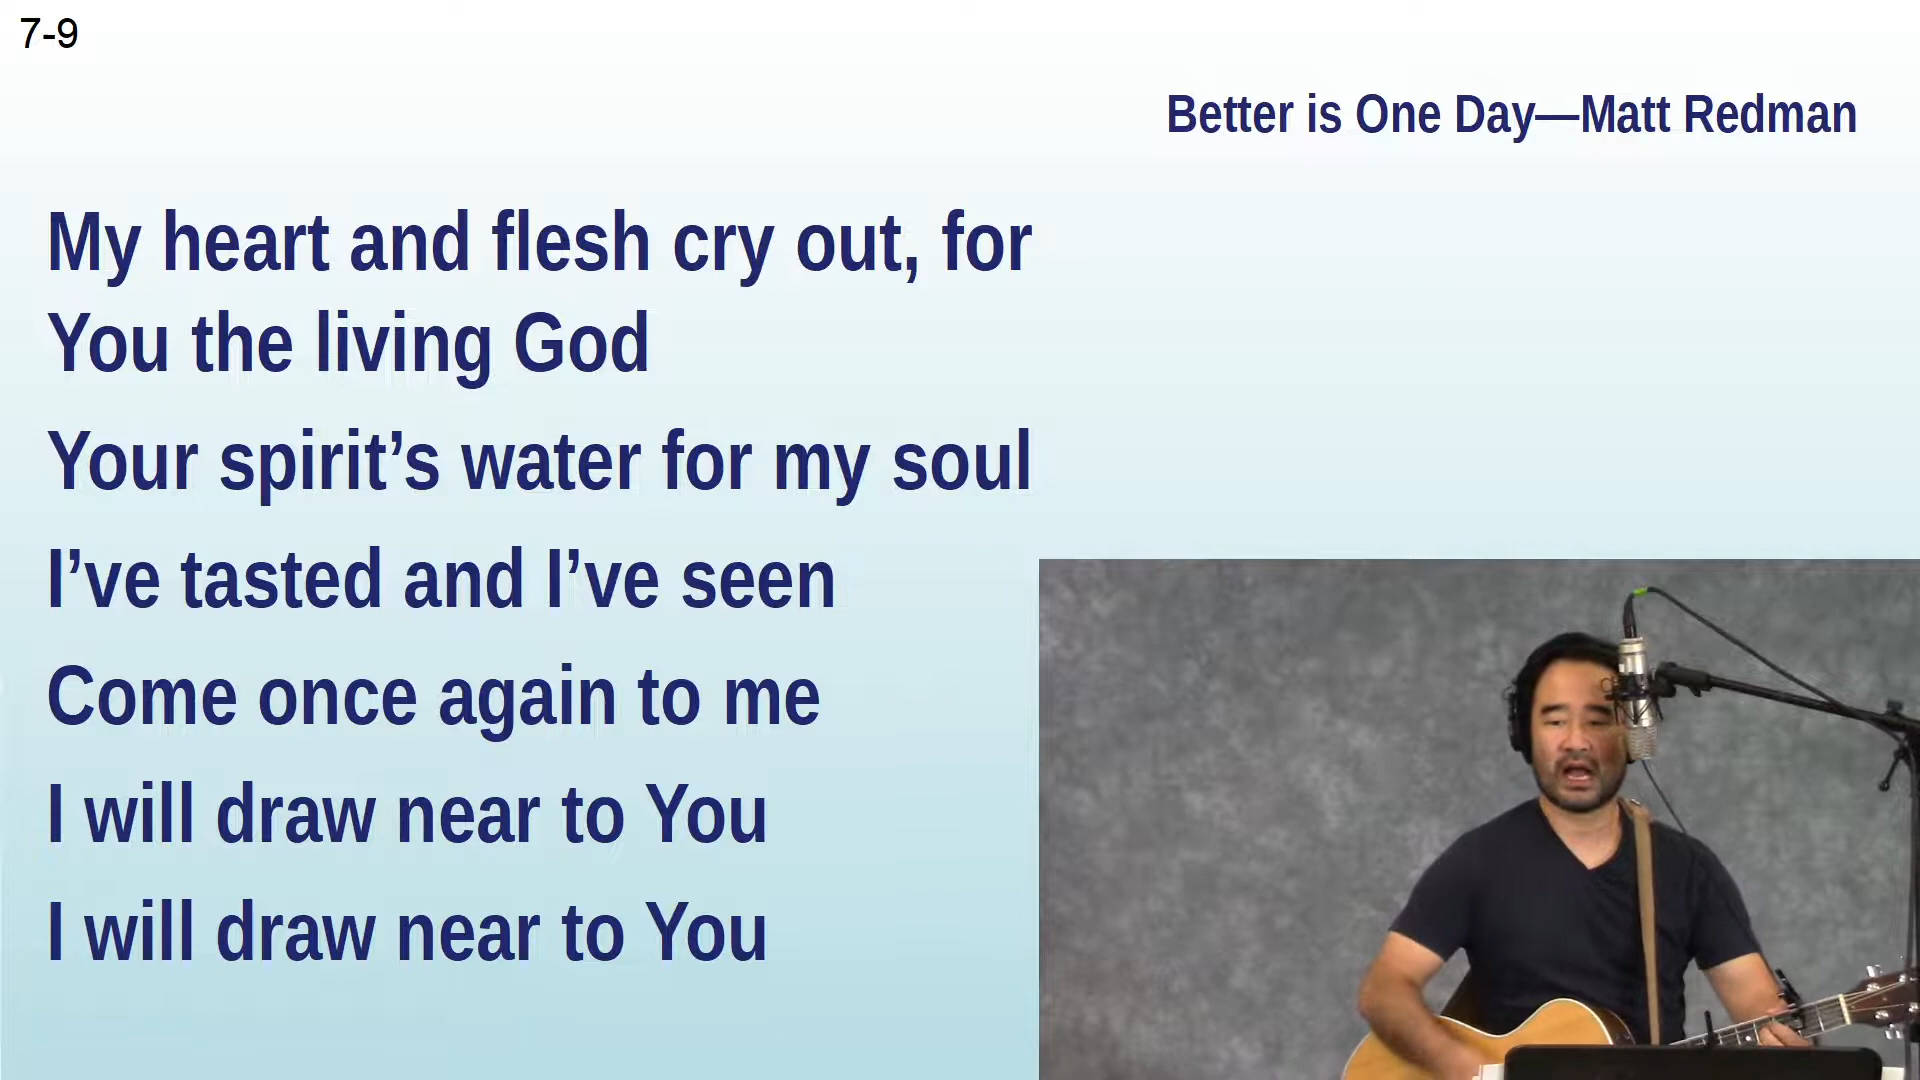 7-9
Better is One Day—Matt Redman
My heart and flesh cry out, for
You the living God
Your spirit’s water for my soul
I’ve tasted and I’ve seen
Come once again to me
I will draw near to You
I will draw near to You